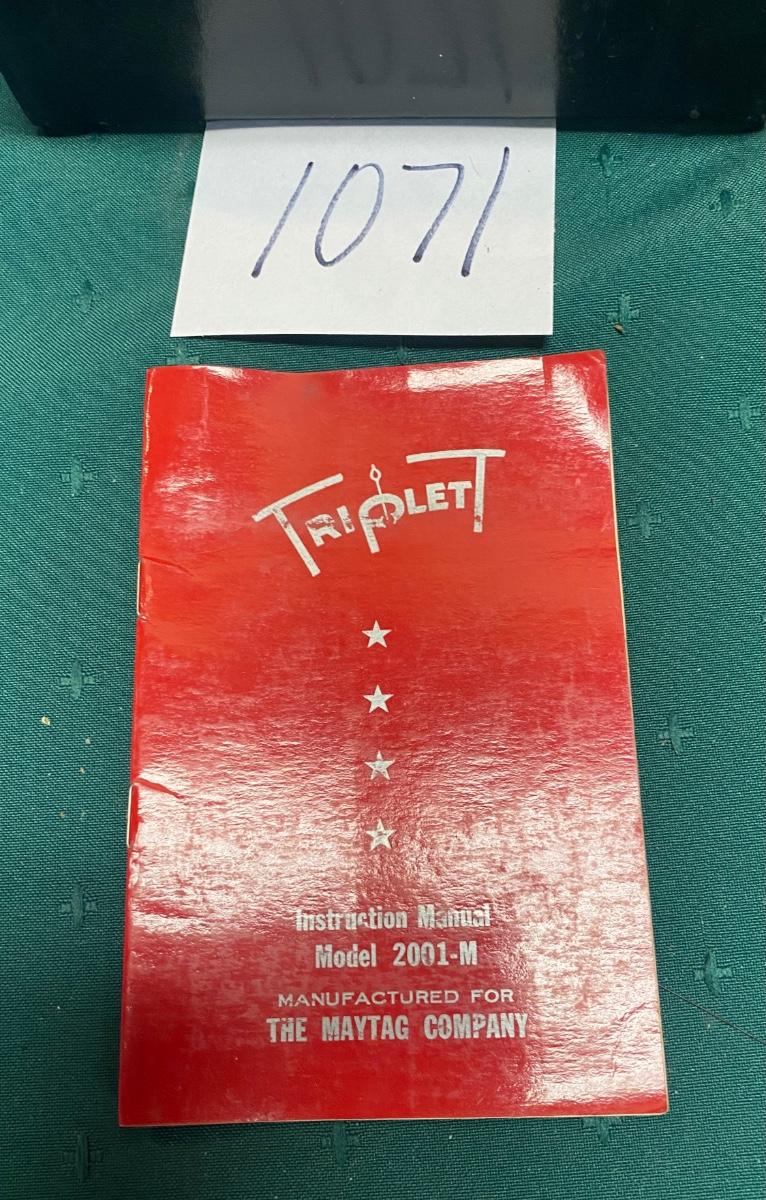 1071
TRIPLETT
Instruction Manual
Model 2001-M
MANUFACTURED FOR
THE MAYTAG COMPANY